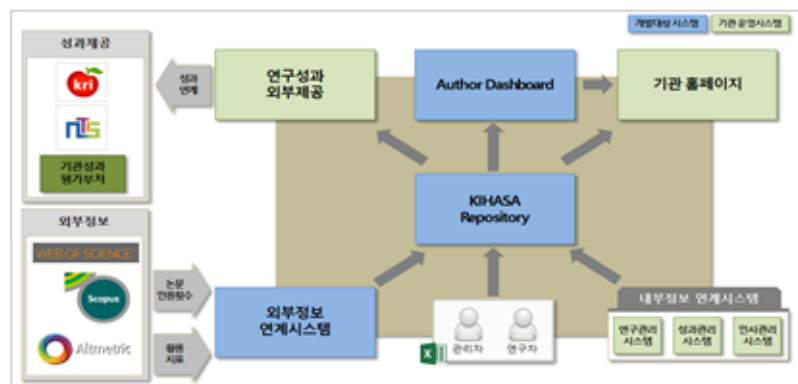 개발대상 시스템
기관 운영시스템
성과제공
kri
NTIS
기관성과
평가부처
성과
연계
연구성과
외부제공
Author Dashboard
기관 홈페이지
KIHASA
Repository
외부정보
WEB OF SCIENCE
Scopus
Altmetric
논문
인용횟수
활용
지표
외부정보
연계시스템
관리자
연구자
내부정보 연계시스템
연구관리
시스템
성과관리
시스템
인사관리
시스템